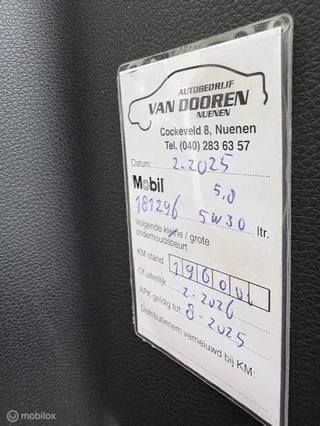 AUTOBEDRIJF
VAN DOOREN
NUENEN
Cockeveld 8, Nuenen
Tel. (040) 283 63 57
Datum: 2-2025
Mobil 5,0
181296 5W30 ltr.
Volgende kleine / grote
onderhoudsbeurt
KM stand 19600
Of uiterlijk 2-2026
APK geldig tot: 8-2025
Distributieriem vernieuwd bij KM:
mobilox